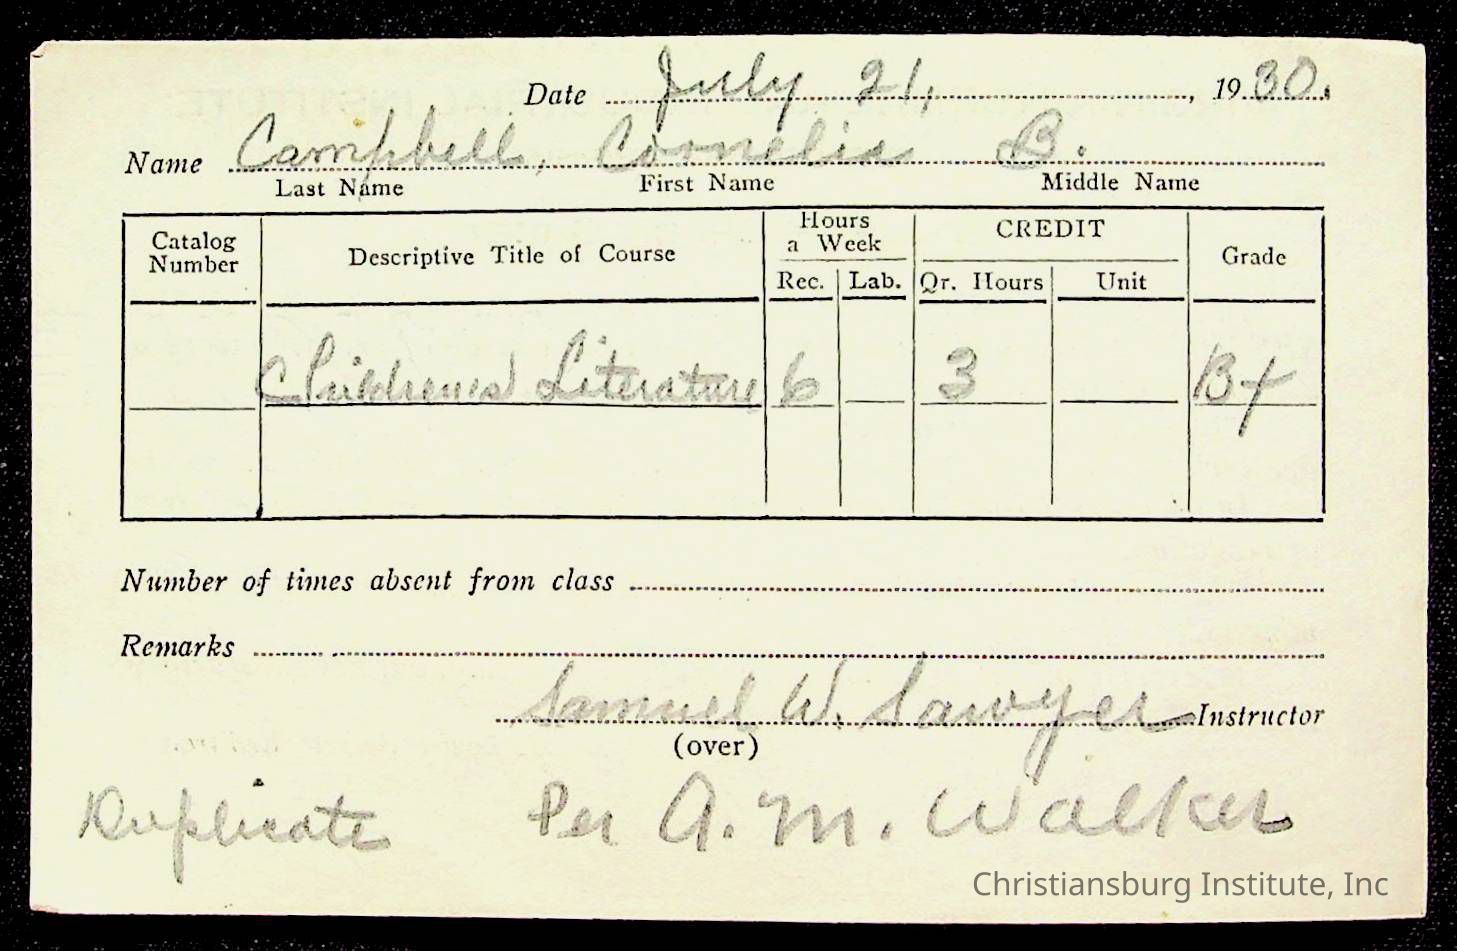 Date July 21, , 1930.
Name Campbell, Cornelia B.
Last Name First Name Middle Name
Catalog Number Descriptive Title of Course Hours a Week CREDIT Grade
Rec. Lab. Qr. Hours Unit
Children's Literature 6 3 B+
Number of times absent from class
Remarks
Samuel W. Sawyer Instructor
(over)
Duplicate Per A. M. Walker
Christiansburg Institute, Inc